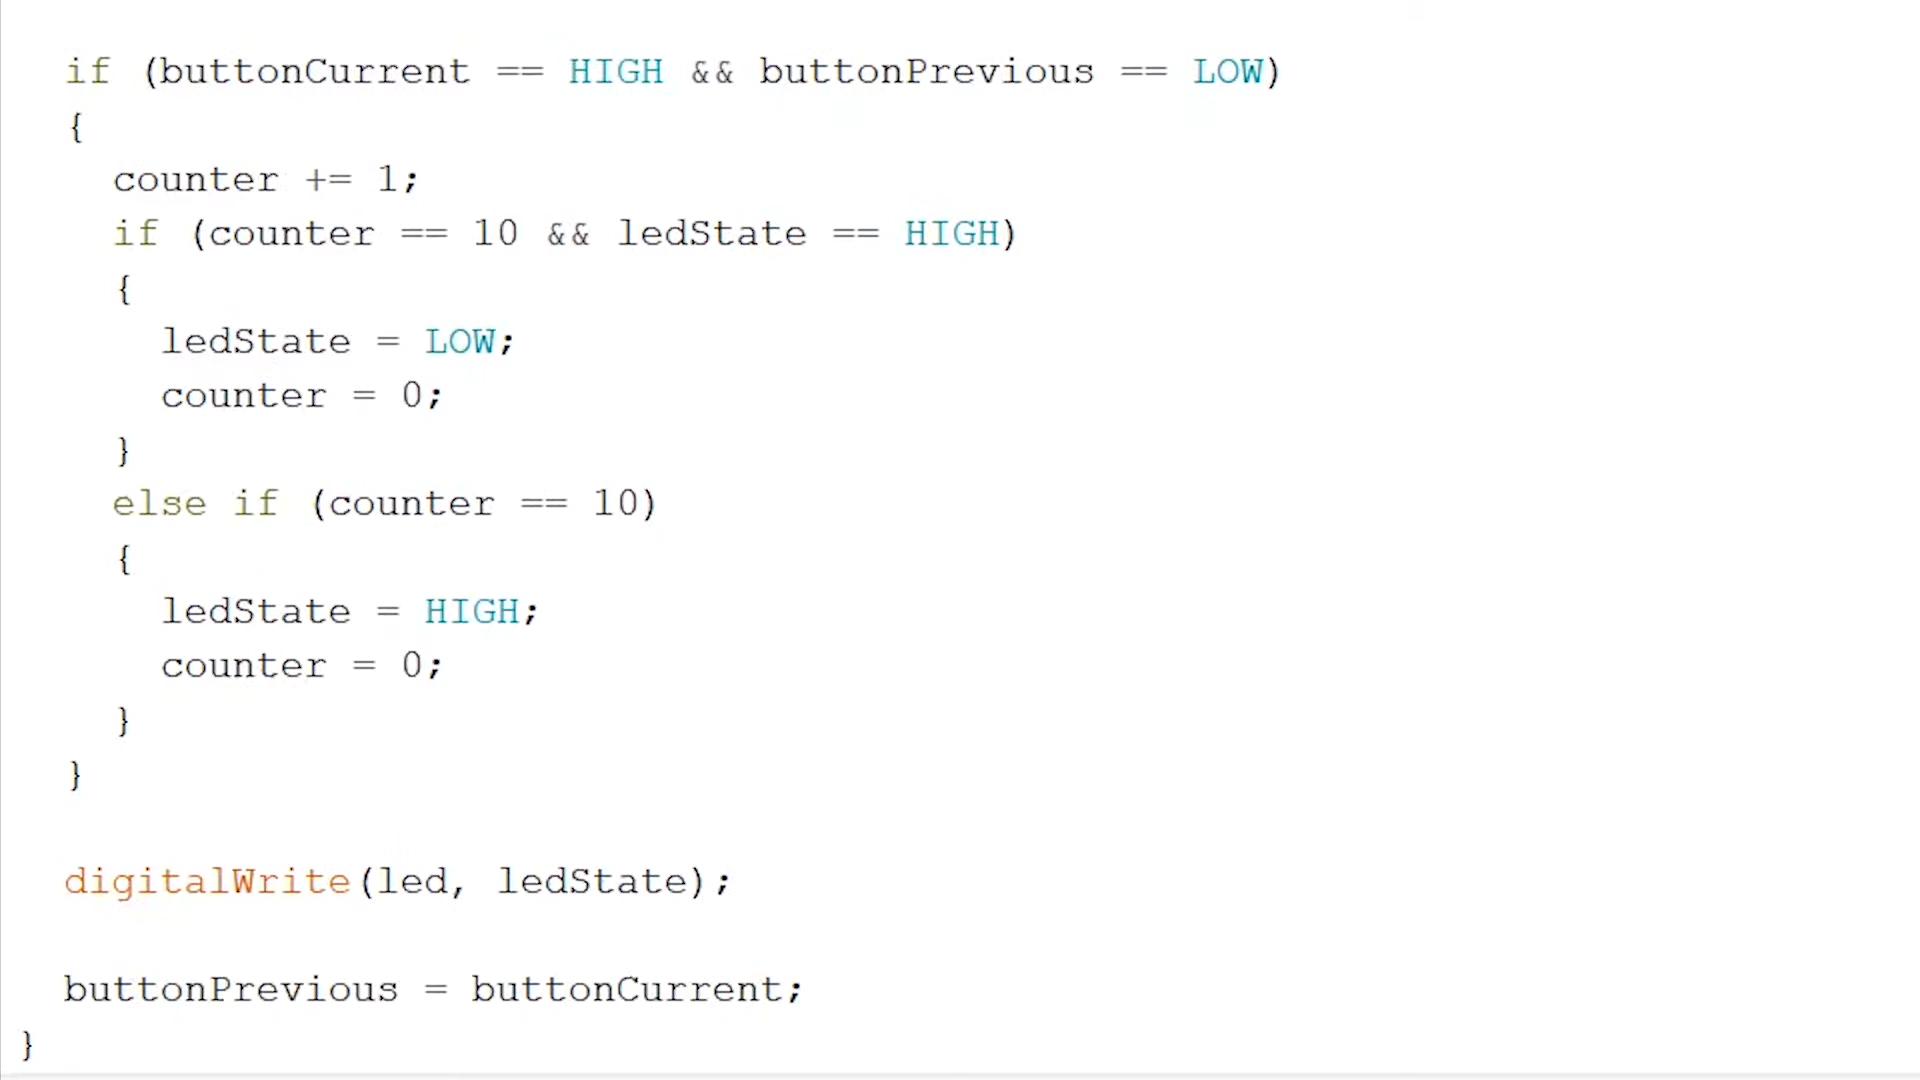 if (buttonCurrent == HIGH && buttonPrevious == LOW)
{
counter += 1;
if (counter == 10 && ledState == HIGH)
{
ledState = LOW;
counter = 0;
}
else if (counter == 10)
{
ledState = HIGH;
counter = 0;
}
}
digitalWrite(led, ledState);
buttonPrevious = buttonCurrent;
}